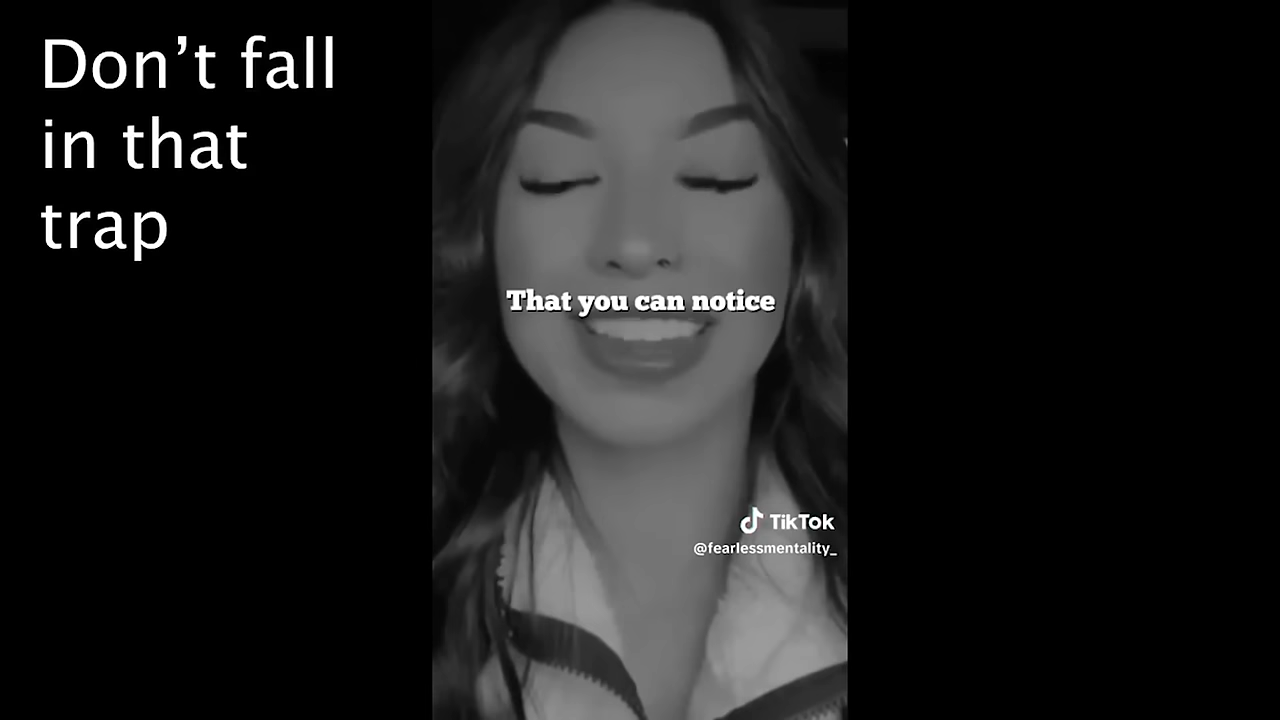 Don’t fall
in that
trap
That you can notice
TikTok
@fearlessmentality_